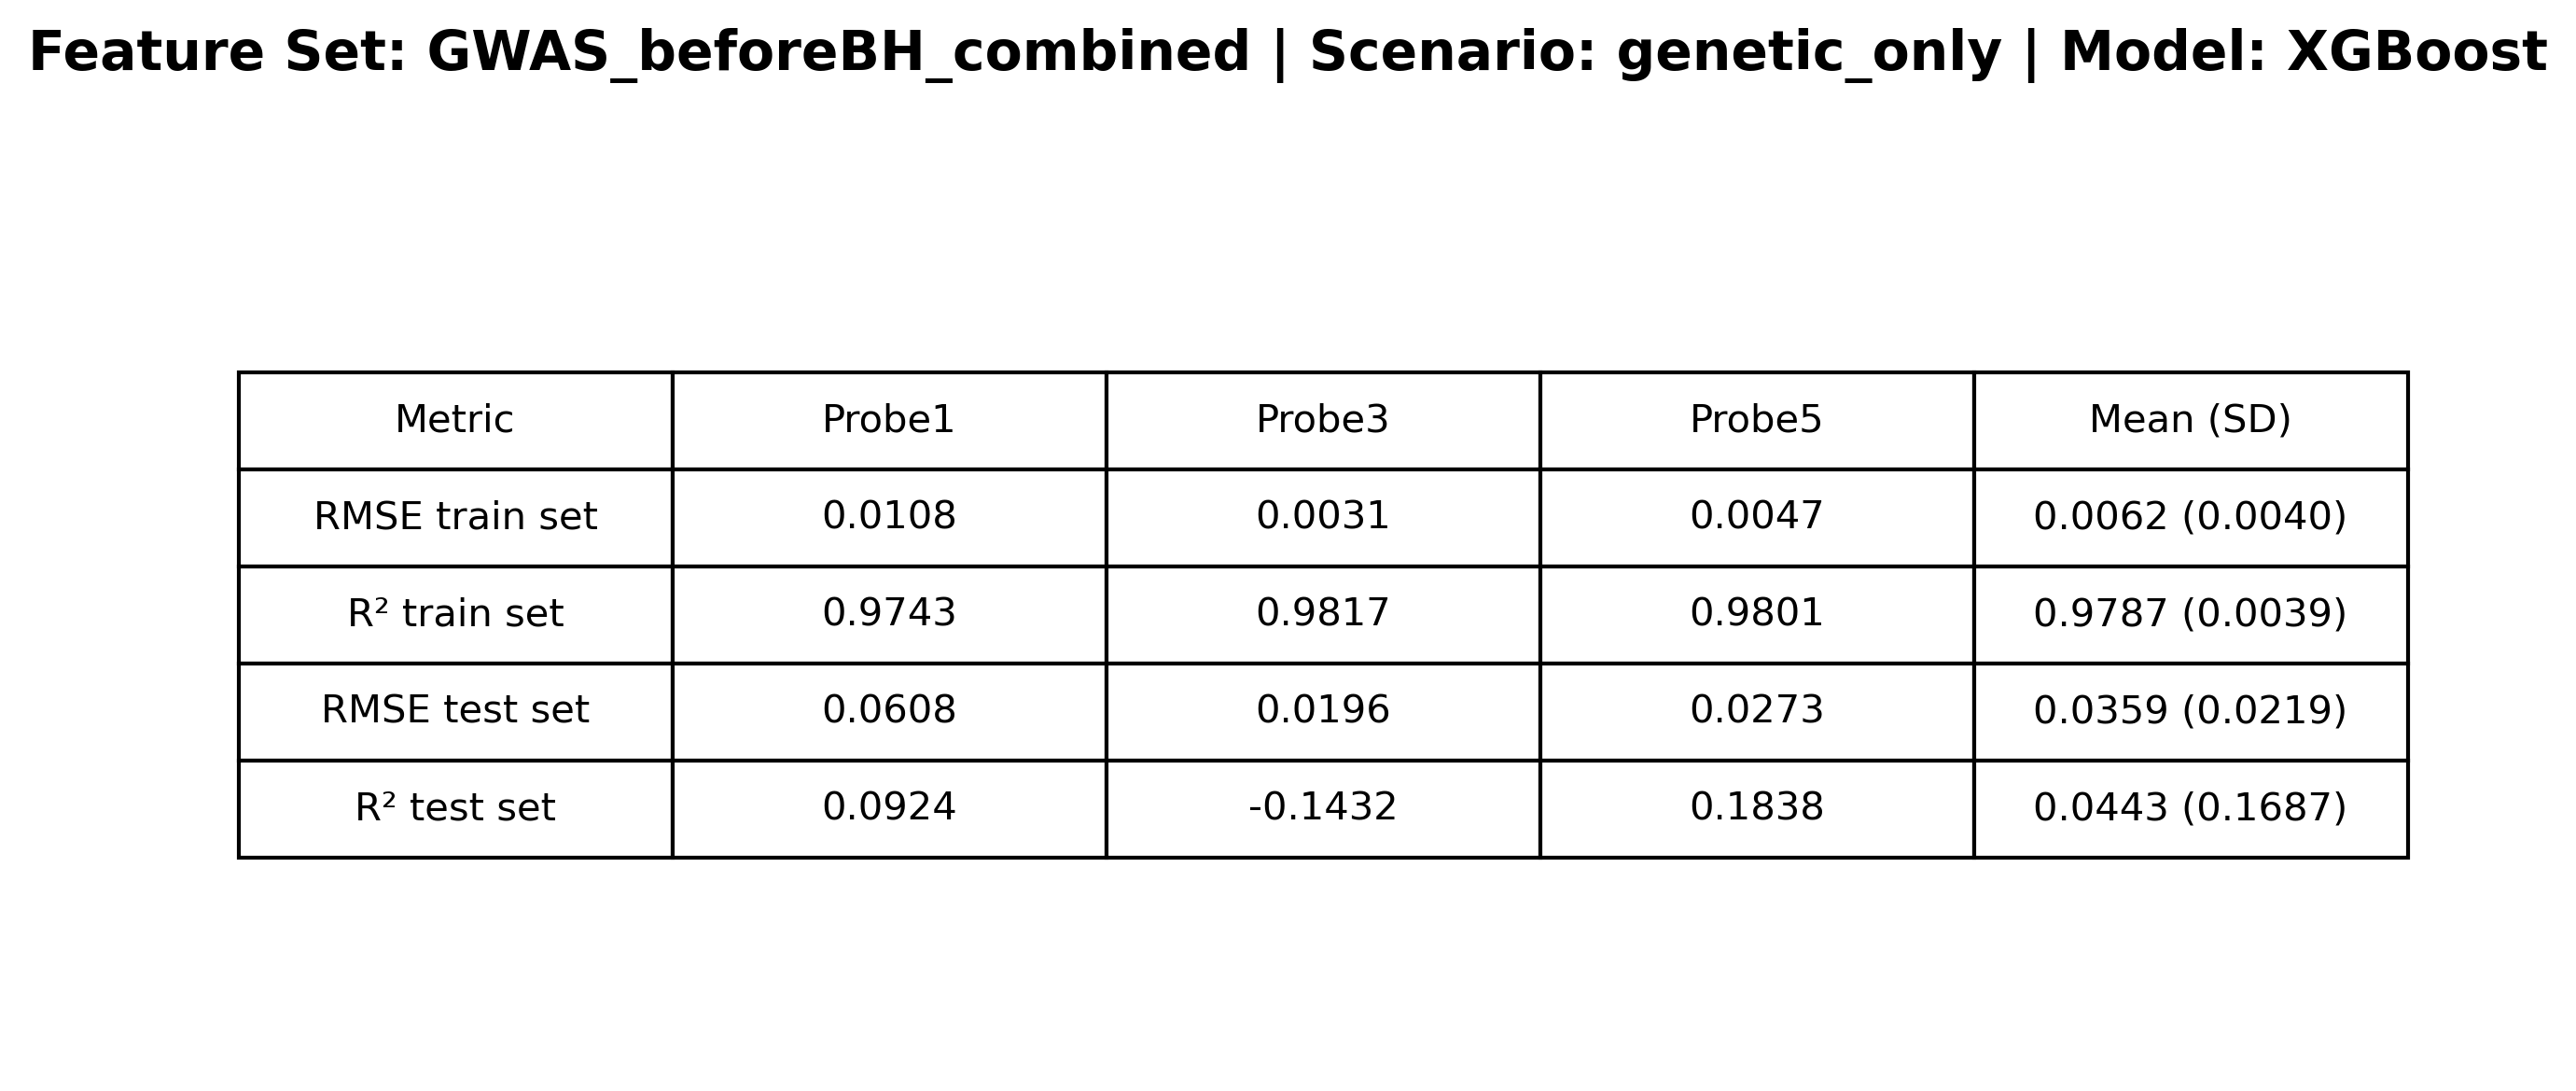 Feature Set: GWAS_beforeBH_combined | Scenario: genetic_only | Model: XGBoost
Metric Probe1 Probe3 Probe5 Mean (SD)
RMSE train set 0.0108 0.0031 0.0047 0.0062 (0.0040)
R² train set 0.9743 0.9817 0.9801 0.9787 (0.0039)
RMSE test set 0.0608 0.0196 0.0273 0.0359 (0.0219)
R² test set 0.0924 -0.1432 0.1838 0.0443 (0.1687)